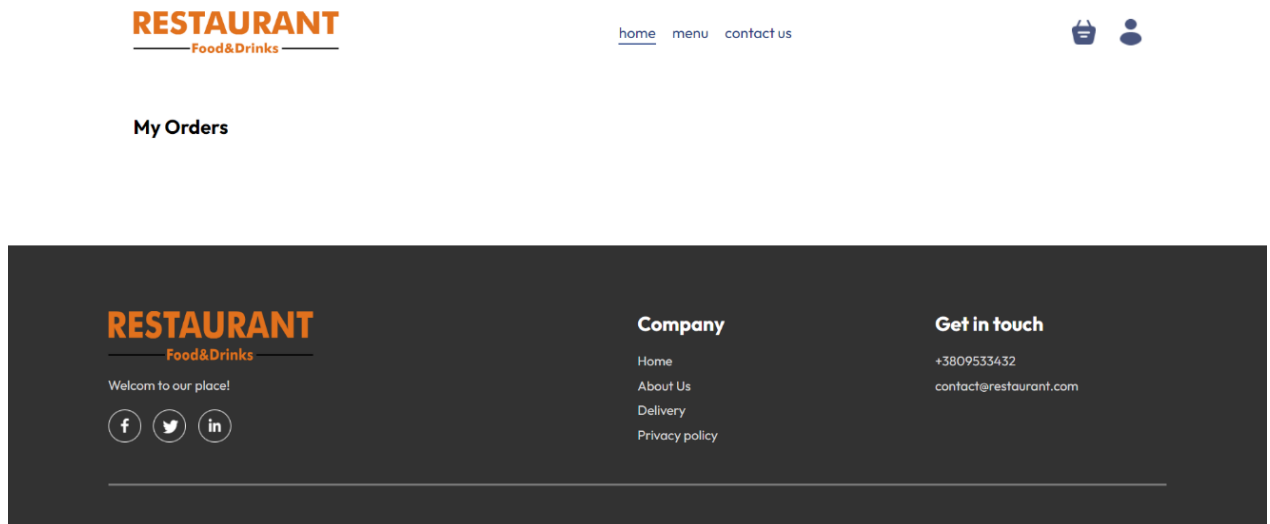 RESTAURANT
Food&Drinks
home menu contact us
My Orders
RESTAURANT
Food&Drinks
Welcom to our place!
f in
Company
Home
About Us
Delivery
Privacy policy
Get in touch
+3809533432
contact@restaurant.com